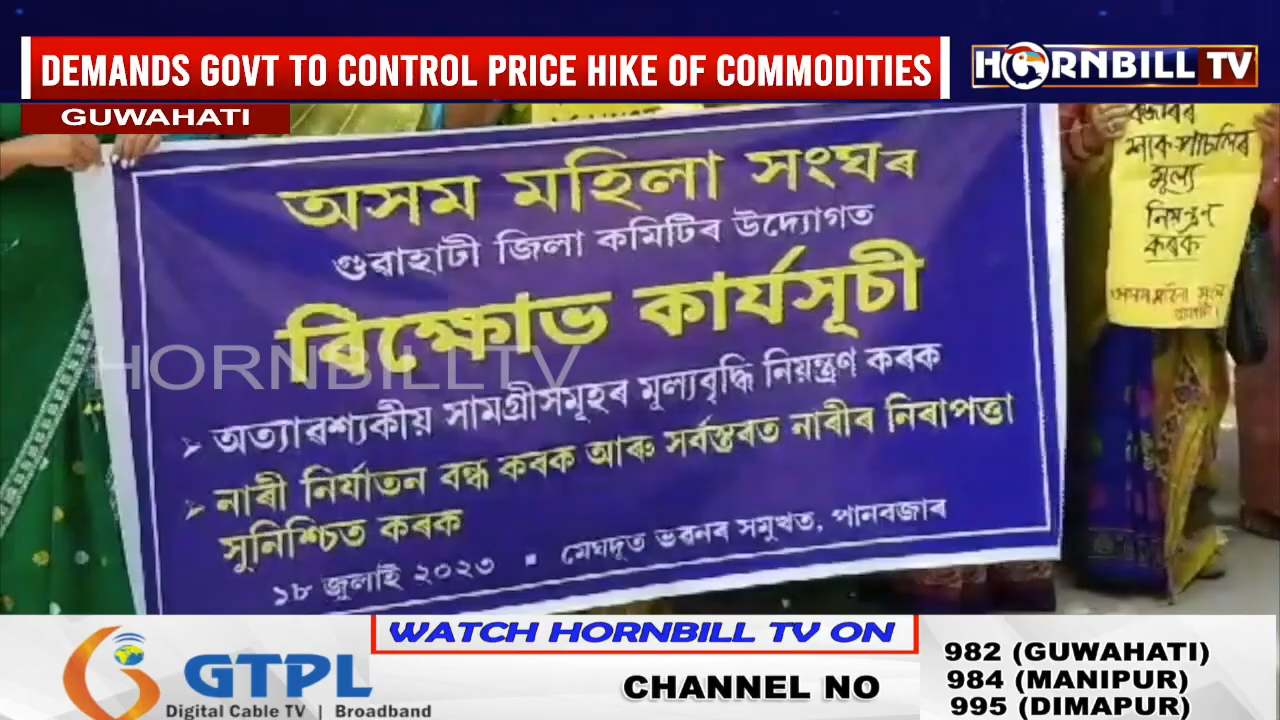 DEMANDS GOVT TO CONTROL PRICE HIKE OF COMMODITIES
HORNBILL TV
GUWAHATI
অসম মহিলা সংঘৰ
গুৱাহাটী জিলা কমিটিৰ উদ্যোগত
বিক্ষোভ কাৰ্যসূচী
➢ অত্যাৱশ্যকীয় সামগ্ৰীসমূহৰ মূল্যবৃদ্ধি নিয়ন্ত্ৰণ কৰক
➢ নাৰী নিৰ্যাতন বন্ধ কৰক আৰু সৰ্বস্তৰত নাৰীৰ নিৰাপত্তা
সুনিশ্চিত কৰক
১৮ জুলাই ২০২৩ ▪ মেঘদূত ভৱনৰ সমুখত, পানবজাৰ
বজাৰৰ
শাক-পাচলিৰ
মূল্য
নিয়ন্ত্ৰণ
কৰক
অসম মহিলা সংঘ
HORNBILLTV
GTPL
Digital Cable TV | Broadband
WATCH HORNBILL TV ON
CHANNEL NO
982 (GUWAHATI)
984 (MANIPUR)
995 (DIMAPUR)